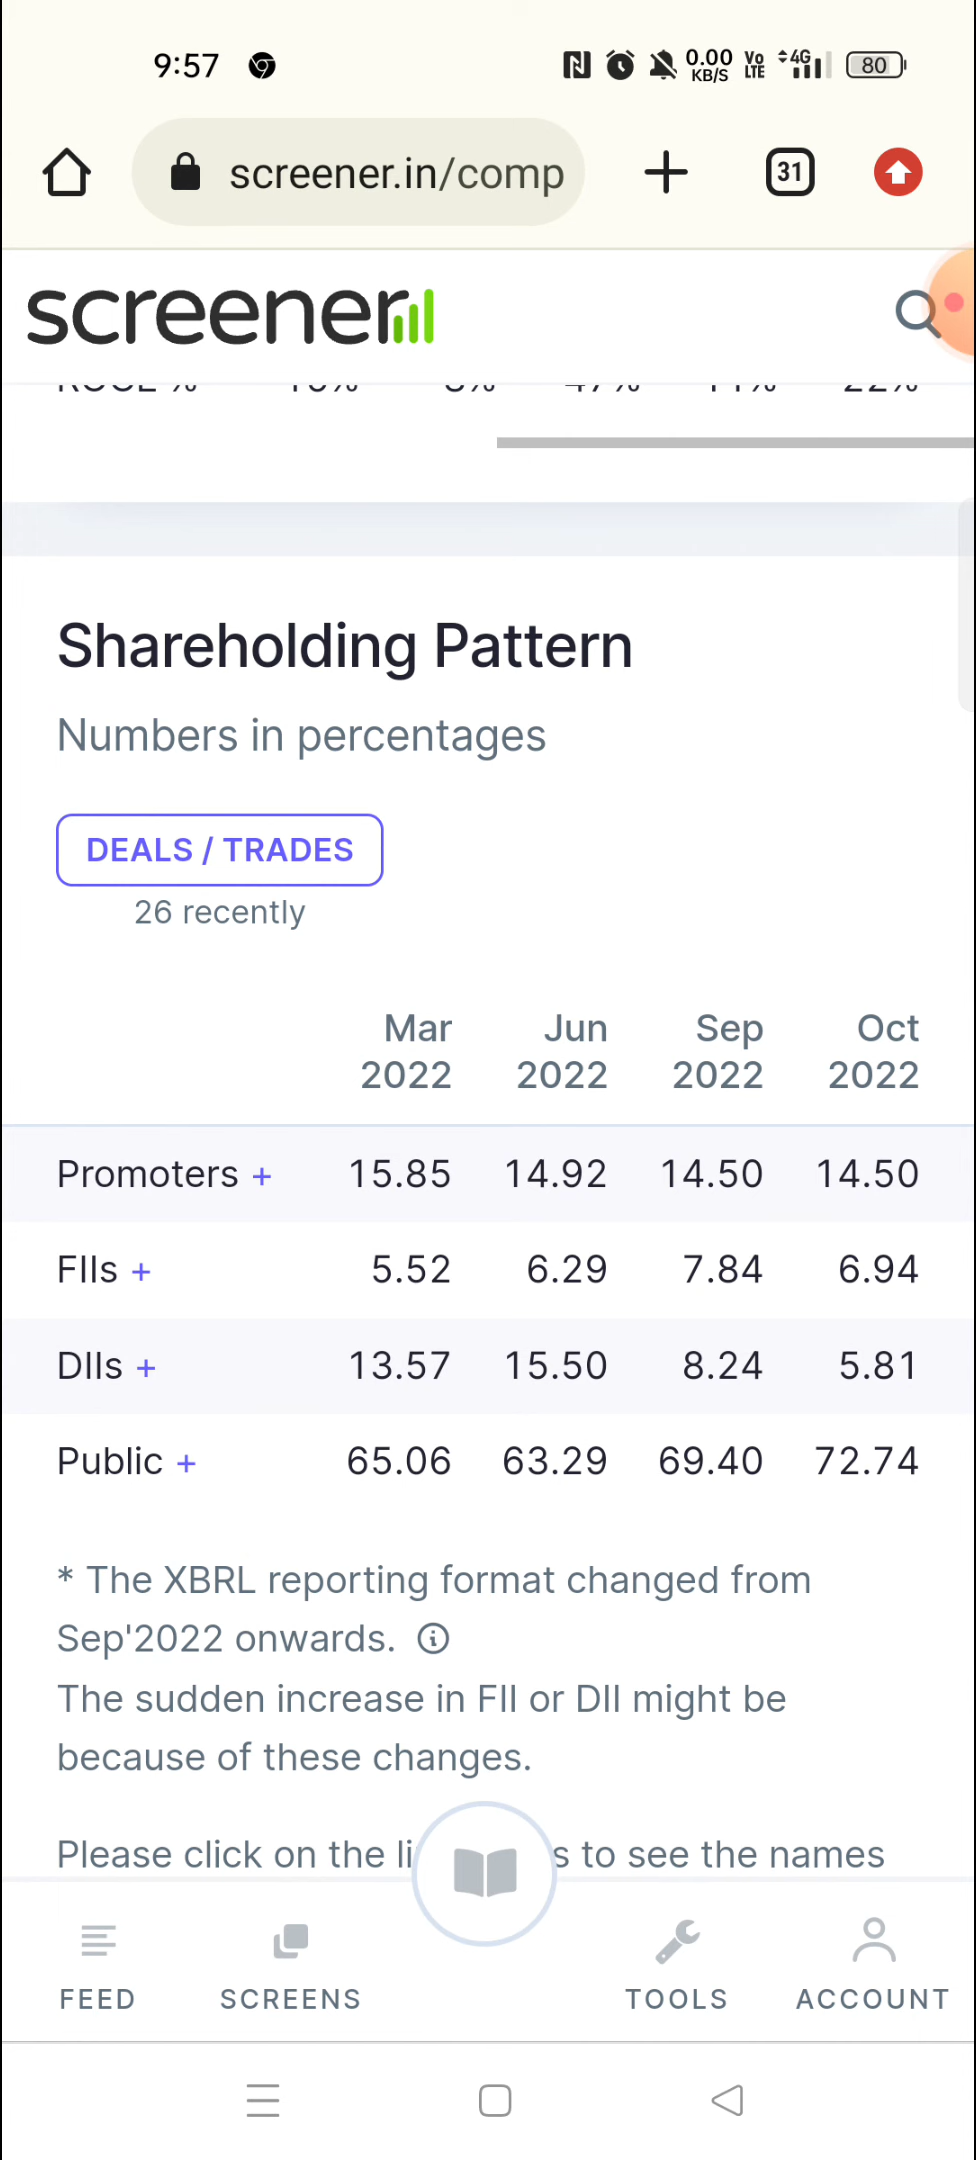 9:57 0.00 KB/S Vo LTE 4G 80
screener.in/comp 31
screener
ROCE %
Shareholding Pattern
Numbers in percentages
DEALS / TRADES
26 recently
Mar 2022 Jun 2022 Sep 2022 Oct 2022
Promoters + 15.85 14.92 14.50 14.50
FIIs + 5.52 6.29 7.84 6.94
DIIs + 13.57 15.50 8.24 5.81
Public + 65.06 63.29 69.40 72.74
* The XBRL reporting format changed from
Sep'2022 onwards.
The sudden increase in FII or DII might be
because of these changes.
Please click on the s to see the names
FEED SCREENS TOOLS ACCOUNT